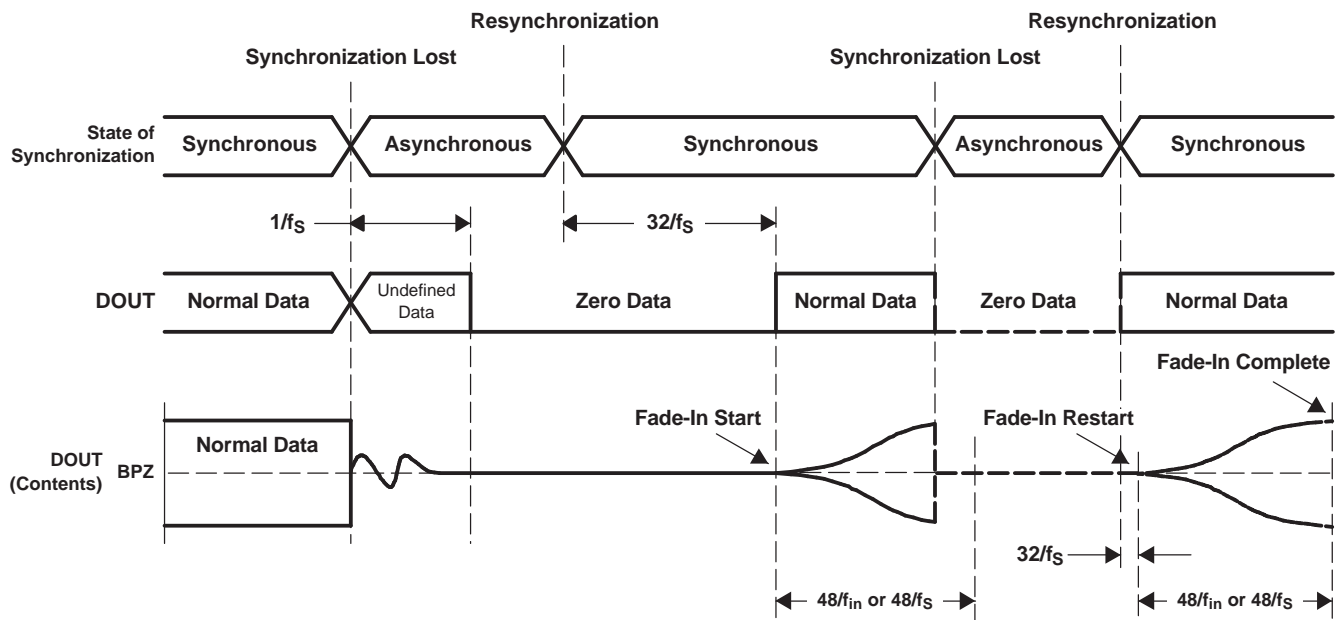 Resynchronization
Resynchronization
Synchronization Lost
Synchronization Lost
State of
Synchronization
Synchronous
Asynchronous
Synchronous
Asynchronous
Synchronous
1/fS
32/fS
DOUT
Normal Data
Undefined
Data
Zero Data
Normal Data
Zero Data
Normal Data
Fade-In Complete
Fade-In Start
Fade-In Restart
Normal Data
DOUT
(Contents)
BPZ
32/fS
48/fin or 48/fS
48/fin or 48/fS